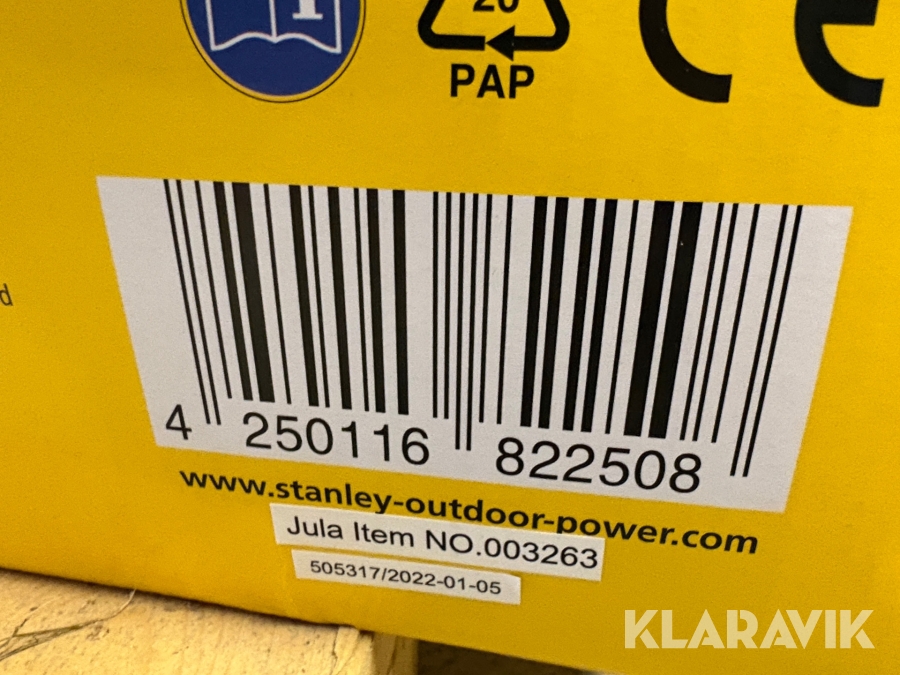 20
PAP
CE
d
4 250116 822508
www.stanley-outdoor-power.com
Jula Item NO.003263
505317/2022-01-05
KLARAVIK